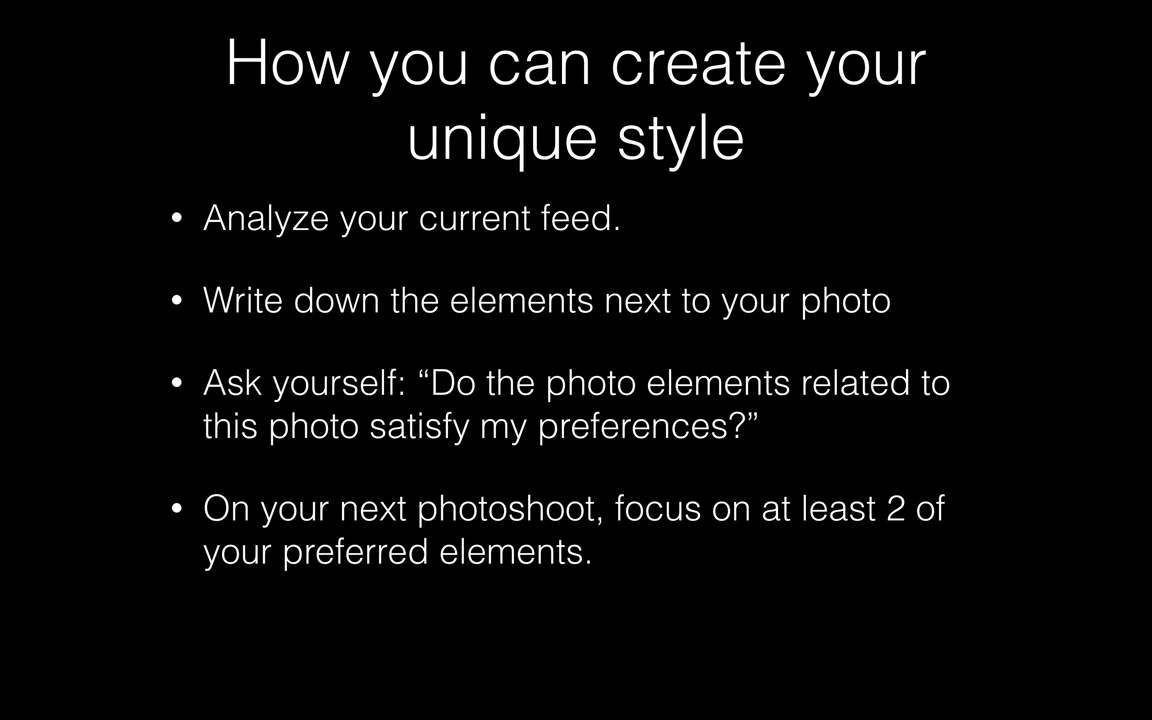 How you can create your
unique style
• Analyze your current feed.
• Write down the elements next to your photo
• Ask yourself: “Do the photo elements related to
this photo satisfy my preferences?”
• On your next photoshoot, focus on at least 2 of
your preferred elements.